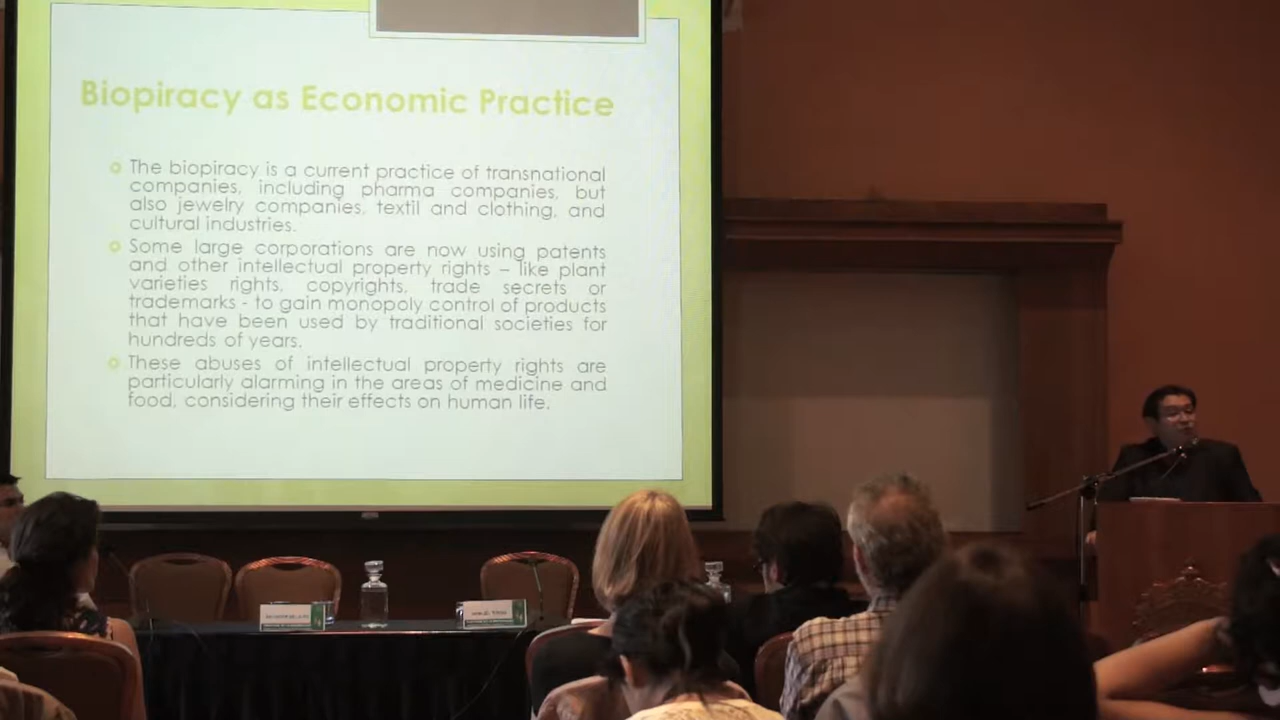 Biopiracy as Economic Practice
The biopiracy is a current practice of transnational
companies, including pharma companies, but
also jewelry companies, textil and clothing, and
cultural industries.
Some large corporations are now using patents
and other intellectual property rights – like plant
varieties rights, copyrights, trade secrets or
trademarks - to gain monopoly control of products
that have been used by traditional societies for
hundreds of years.
These abuses of intellectual property rights are
particularly alarming in the areas of medicine and
food, considering their effects on human life.